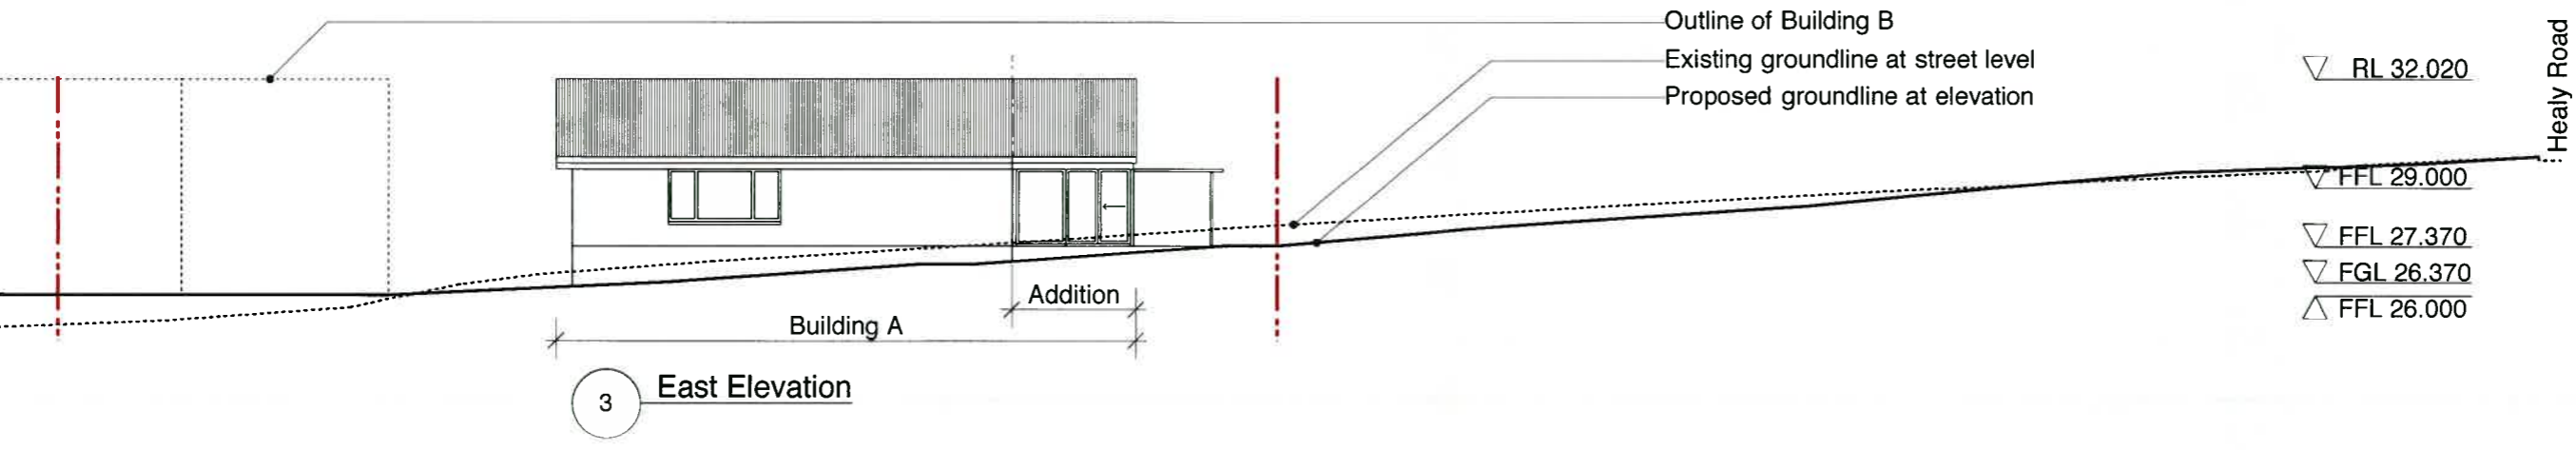 Outline of Building B
Existing groundline at street level
Proposed groundline at elevation
RL 32.020
Healy Road
FFL 29.000
FFL 27.370
FGL 26.370
FFL 26.000
Addition
Building A
3 East Elevation